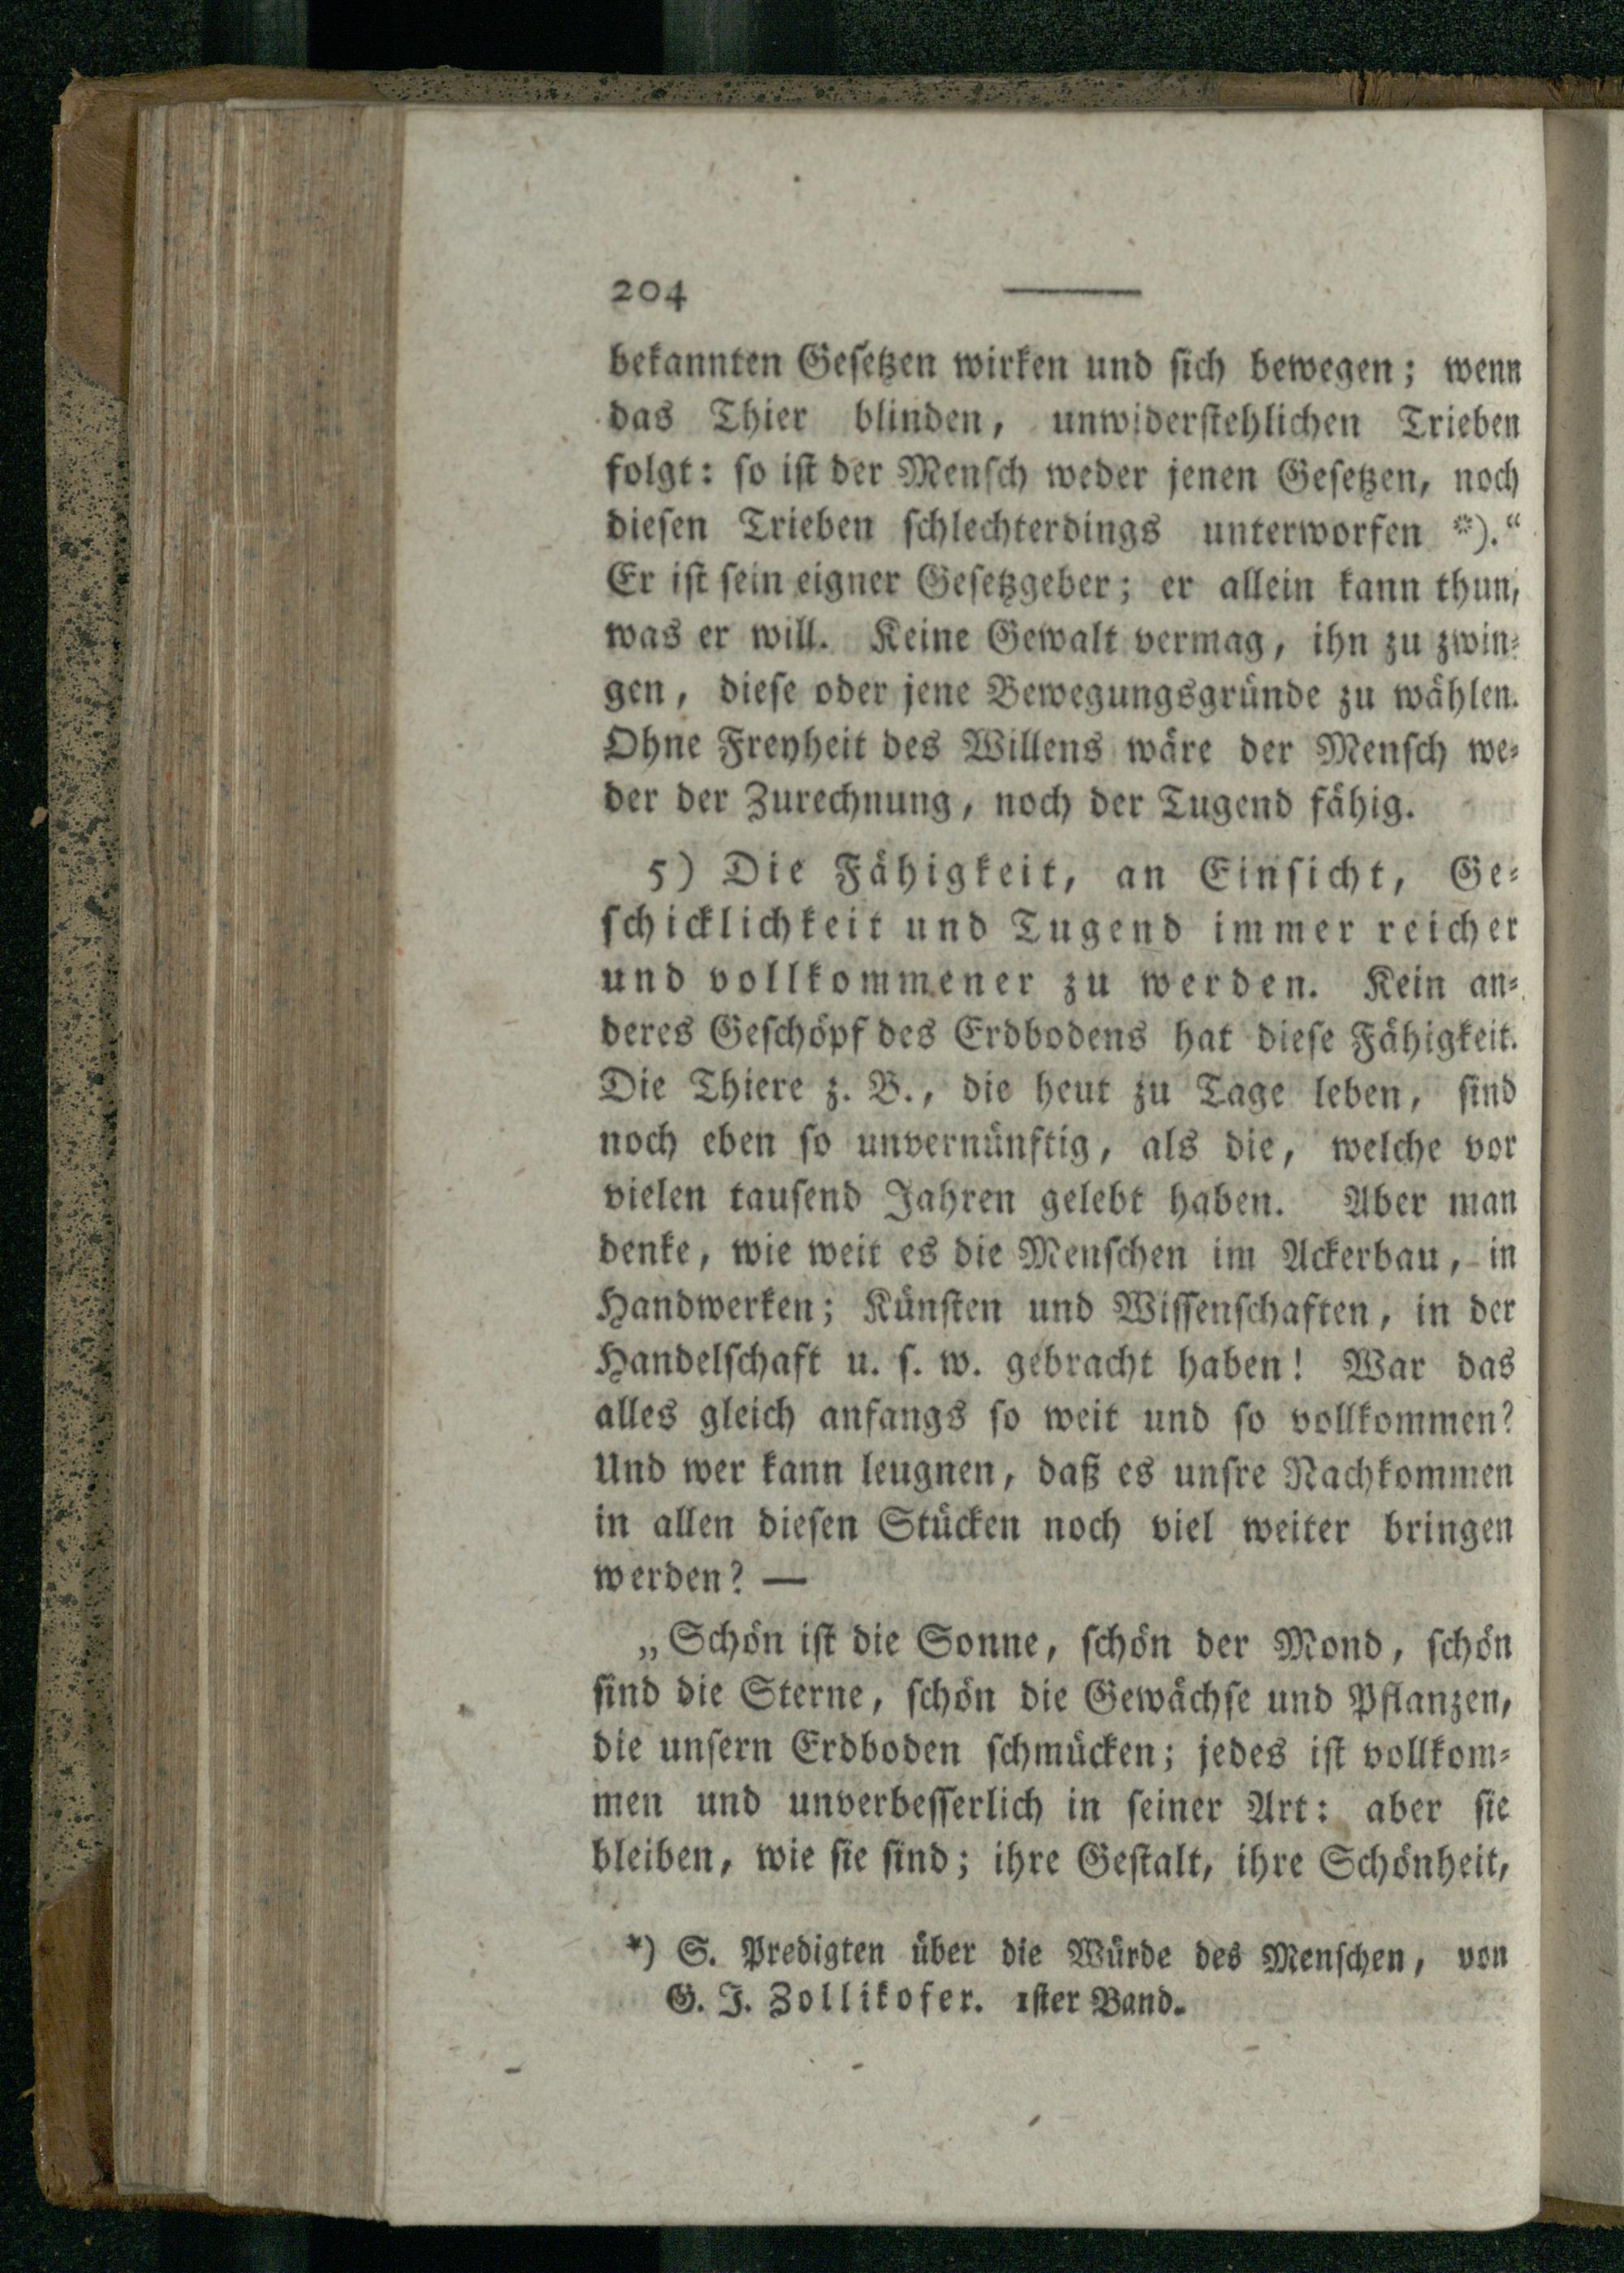 204
bekannten Gesetzen wirken und sich bewegen; wenn
das Thier blinden, unwiderstehlichen Trieben
folgt: so ist der Mensch weder jenen Gesetzen, noch
diesen Trieben schlechterdings unterworfen *).“
Er ist sein eigner Gesetzgeber; er allein kann thun,
was er will. Keine Gewalt vermag, ihn zu zwin-
gen, diese oder jene Bewegungsgründe zu wählen.
Ohne Freyheit des Willens wäre der Mensch we-
der der Zurechnung, noch der Tugend fähig.
5) Die Fähigkeit, an Einsicht, Ge-
schicklichkeit und Tugend immer reicher
und vollkommener zu werden. Kein an-
deres Geschöpf des Erdbodens hat diese Fähigkeit.
Die Thiere z. B., die heut zu Tage leben, sind
noch eben so unvernünftig, als die, welche vor
vielen tausend Jahren gelebt haben. Aber man
denke, wie weit es die Menschen im Ackerbau, in
Handwerken; Künsten und Wissenschaften, in der
Handelschaft u. s. w. gebracht haben! War das
alles gleich anfangs so weit und so vollkommen?
Und wer kann leugnen, daß es unsre Nachkommen
in allen diesen Stücken noch viel weiter bringen
werden? —
„Schön ist die Sonne, schön der Mond, schön
sind die Sterne, schön die Gewächse und Pflanzen,
die unsern Erdboden schmücken; jedes ist vollkom-
men und unverbesserlich in seiner Art: aber sie
bleiben, wie sie sind; ihre Gestalt, ihre Schönheit,
*) S. Predigten über die Würde des Menschen, von
G. J. Zollikofer. 1ster Band.